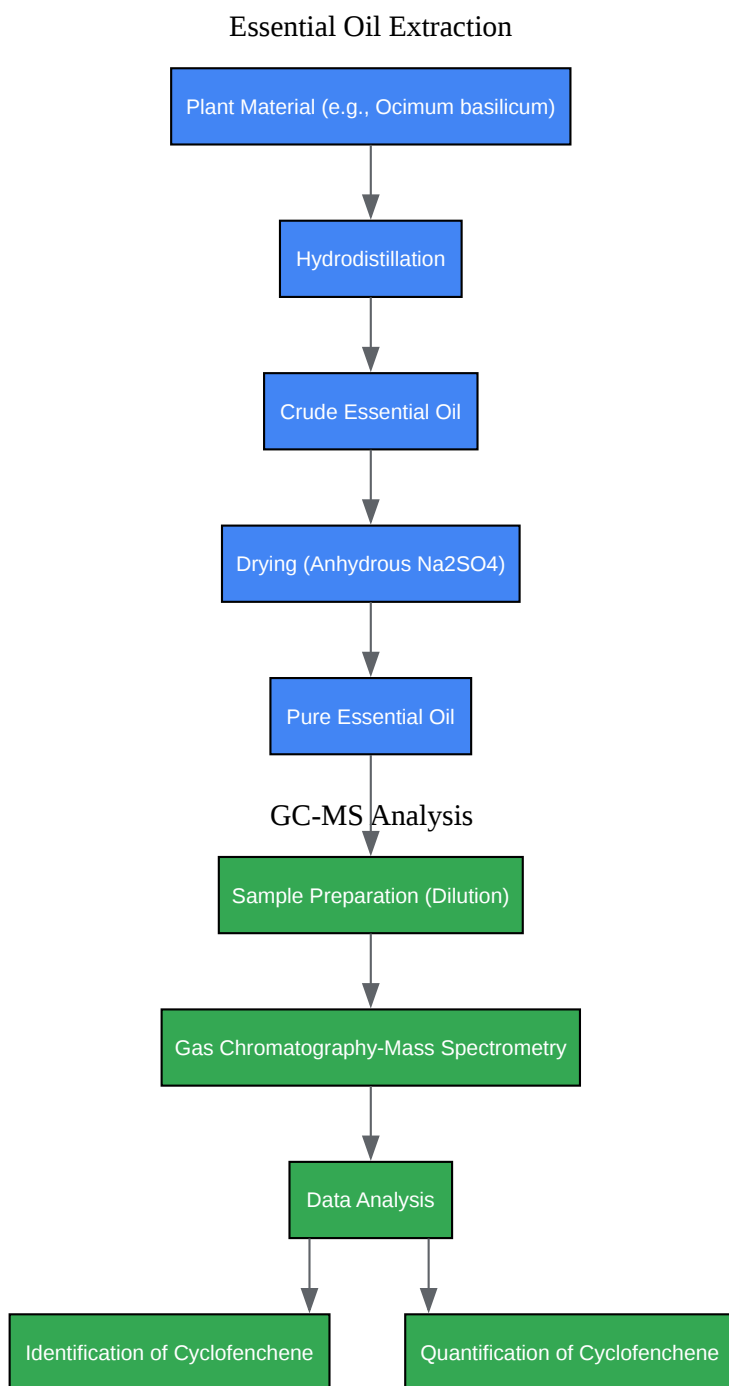 Essential Oil Extraction
Plant Material (e.g., Ocimum basilicum)
Hydrodistillation
Crude Essential Oil
Drying (Anhydrous Na2SO4)
Pure Essential Oil
GC-MS Analysis
Sample Preparation (Dilution)
Gas Chromatography-Mass Spectrometry
Data Analysis
Identification of Cyclofenchene
Quantification of Cyclofenchene